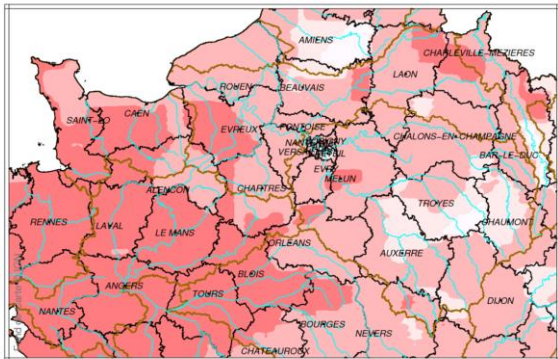 AMIENS
CHARLEVILLE-MEZIERES
LAON
ROUEN
BEAUVAIS
SAINT-LO
CAEN
EVREUX
PONTOISE
CHALONS-EN-CHAMPAGNE
BAR-LE-DUC
EVRY
MELUN
ALENCON
CHARTRES
TROYES
CHAUMONT
RENNES
LAVAL
LE MANS
ORLEANS
AUXERRE
BLOIS
ANGERS
TOURS
NANTES
BOURGES
NEVERS
DIJON
CHATEAUROUX